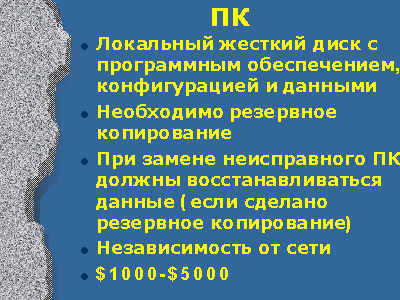 ПК
Локальный жесткий диск с
программным обеспечением,
конфигурацией и данными
Необходимо резервное
копирование
При замене неисправного ПК
должны восстанавливаться
данные ( если сделано
резервное копирование)
Независимость от сети
$1000-$5000